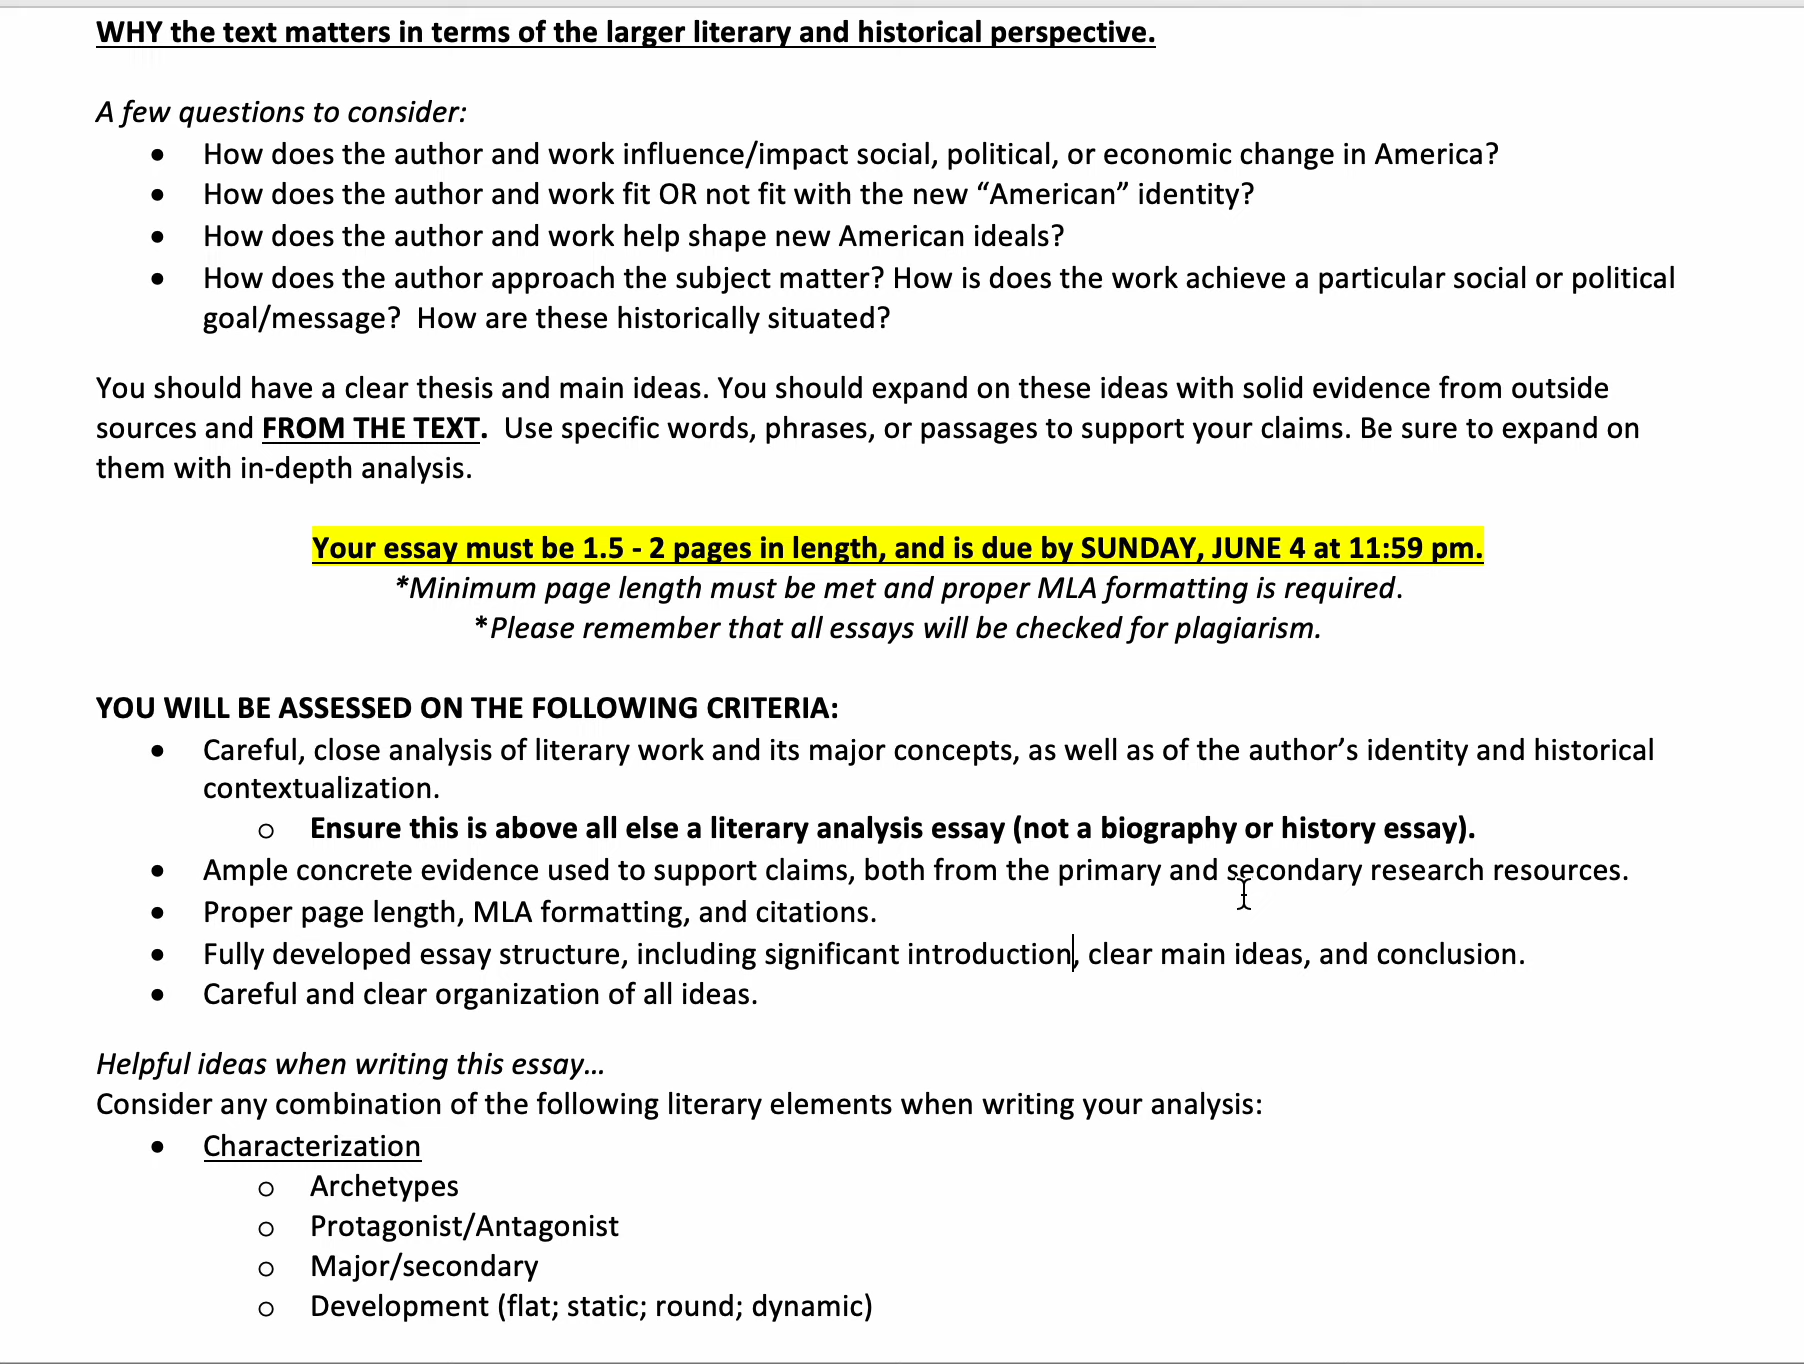 WHY the text matters in terms of the larger literary and historical perspective.
A few questions to consider:
• How does the author and work influence/impact social, political, or economic change in America?
• How does the author and work fit OR not fit with the new “American” identity?
• How does the author and work help shape new American ideals?
• How does the author approach the subject matter? How is does the work achieve a particular social or political
goal/message?  How are these historically situated?
You should have a clear thesis and main ideas. You should expand on these ideas with solid evidence from outside
sources and FROM THE TEXT.  Use specific words, phrases, or passages to support your claims. Be sure to expand on
them with in-depth analysis.
Your essay must be 1.5 - 2 pages in length, and is due by SUNDAY, JUNE 4 at 11:59 pm.
*Minimum page length must be met and proper MLA formatting is required.
*Please remember that all essays will be checked for plagiarism.
YOU WILL BE ASSESSED ON THE FOLLOWING CRITERIA:
• Careful, close analysis of literary work and its major concepts, as well as of the author’s identity and historical
contextualization.
o Ensure this is above all else a literary analysis essay (not a biography or history essay).
• Ample concrete evidence used to support claims, both from the primary and secondary research resources.
• Proper page length, MLA formatting, and citations.
• Fully developed essay structure, including significant introduction, clear main ideas, and conclusion.
• Careful and clear organization of all ideas.
Helpful ideas when writing this essay…
Consider any combination of the following literary elements when writing your analysis:
• Characterization
o Archetypes
o Protagonist/Antagonist
o Major/secondary
o Development (flat; static; round; dynamic)